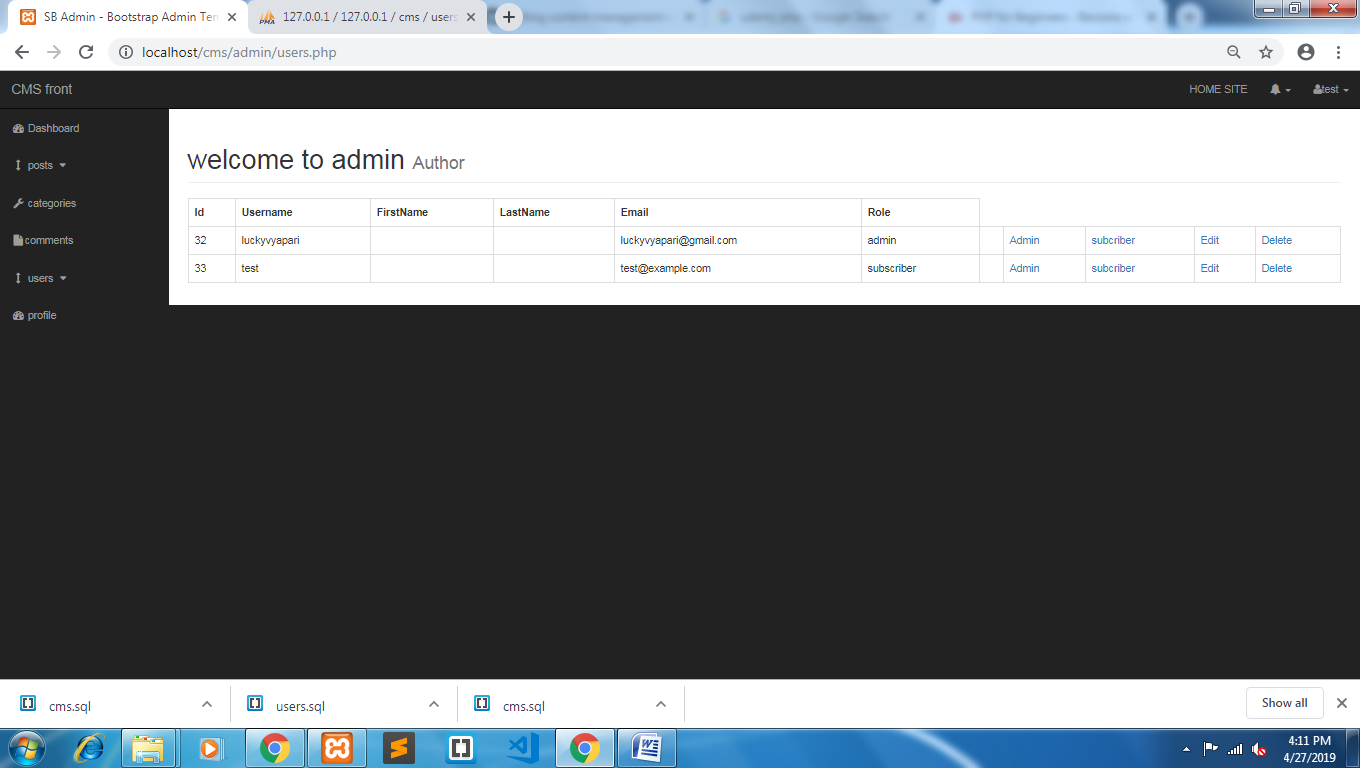 SB Admin - Bootstrap Admin Ten
127.0.0.1 / 127.0.0.1 / cms / users
localhost/cms/admin/users.php
CMS front
HOME SITE
test
Dashboard
posts
categories
comments
users
profile
welcome to admin Author
Id Username FirstName LastName Email Role
32 luckyvyapari luckyvyapari@gmail.com admin Admin subcriber Edit Delete
33 test test@example.com subscriber Admin subcriber Edit Delete
cms.sql
users.sql
cms.sql
Show all
4:11 PM
4/27/2019